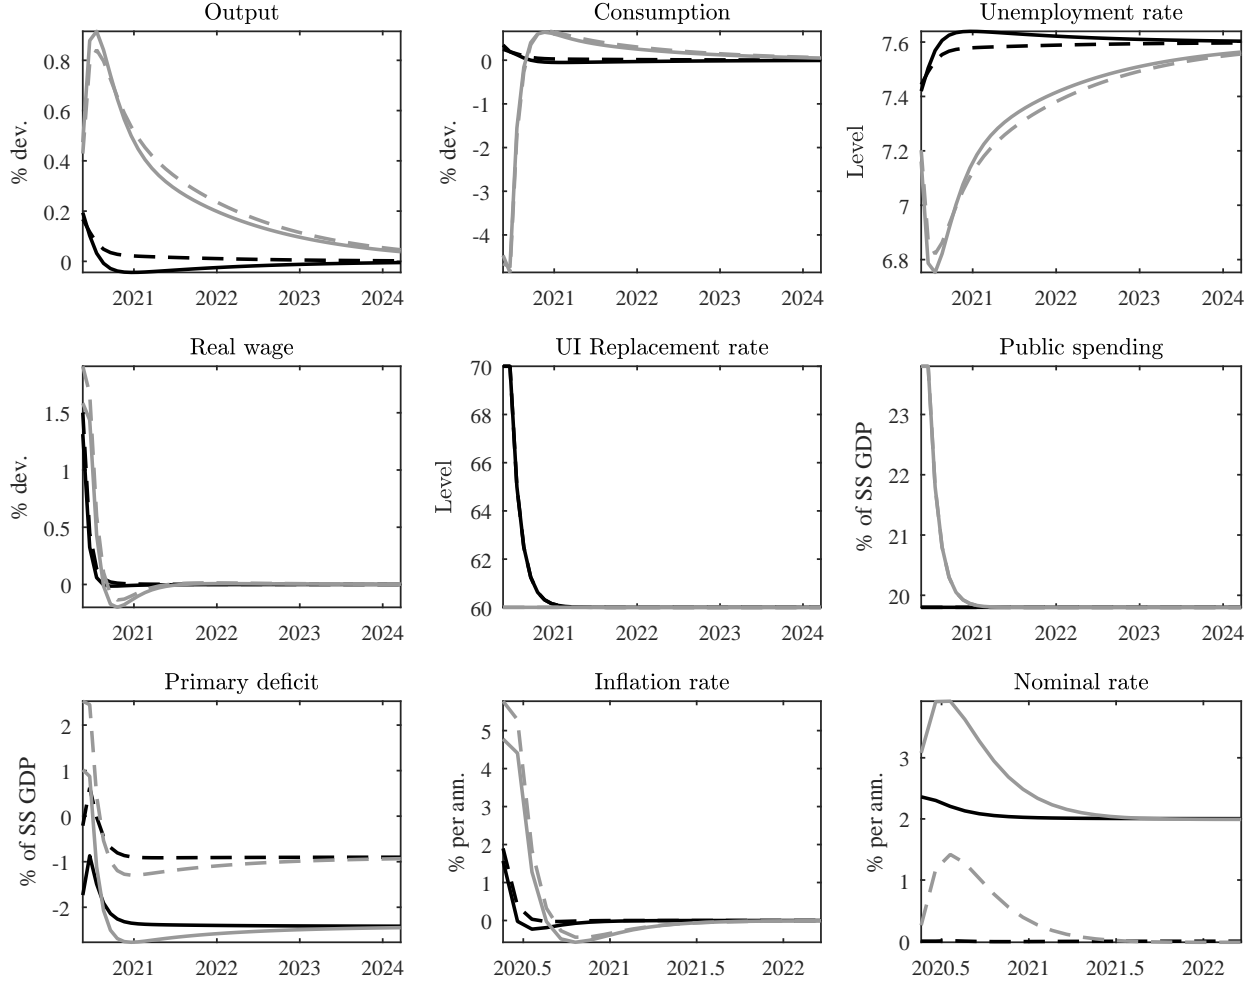 Output
Consumption
Unemployment rate
% dev.
0.8
0.6
0.4
0.2
0
2021 2022 2023 2024
% dev.
0
-1
-2
-3
-4
2021 2022 2023 2024
Level
7.6
7.4
7.2
7
6.8
2021 2022 2023 2024
Real wage
UI Replacement rate
Public spending
% dev.
1.5
1
0.5
0
2021 2022 2023 2024
Level
70
68
66
64
62
60
2021 2022 2023 2024
% of SS GDP
23
22
21
20
2021 2022 2023 2024
Primary deficit
Inflation rate
Nominal rate
% of SS GDP
2
1
0
-1
-2
2021 2022 2023 2024
% per ann.
5
4
3
2
1
0
2020.5 2021 2021.5 2022
% per ann.
3
2
1
0
2020.5 2021 2021.5 2022